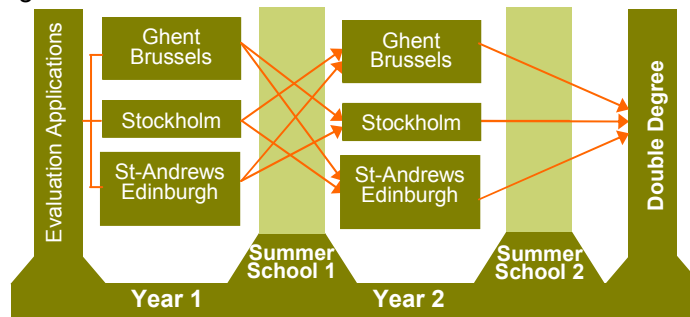 Evaluation Applications
Ghent
Brussels
Stockholm
St-Andrews
Edinburgh
Summer
School 1
Ghent
Brussels
Stockholm
St-Andrews
Edinburgh
Summer
School 2
Double Degree
Year 1
Year 2